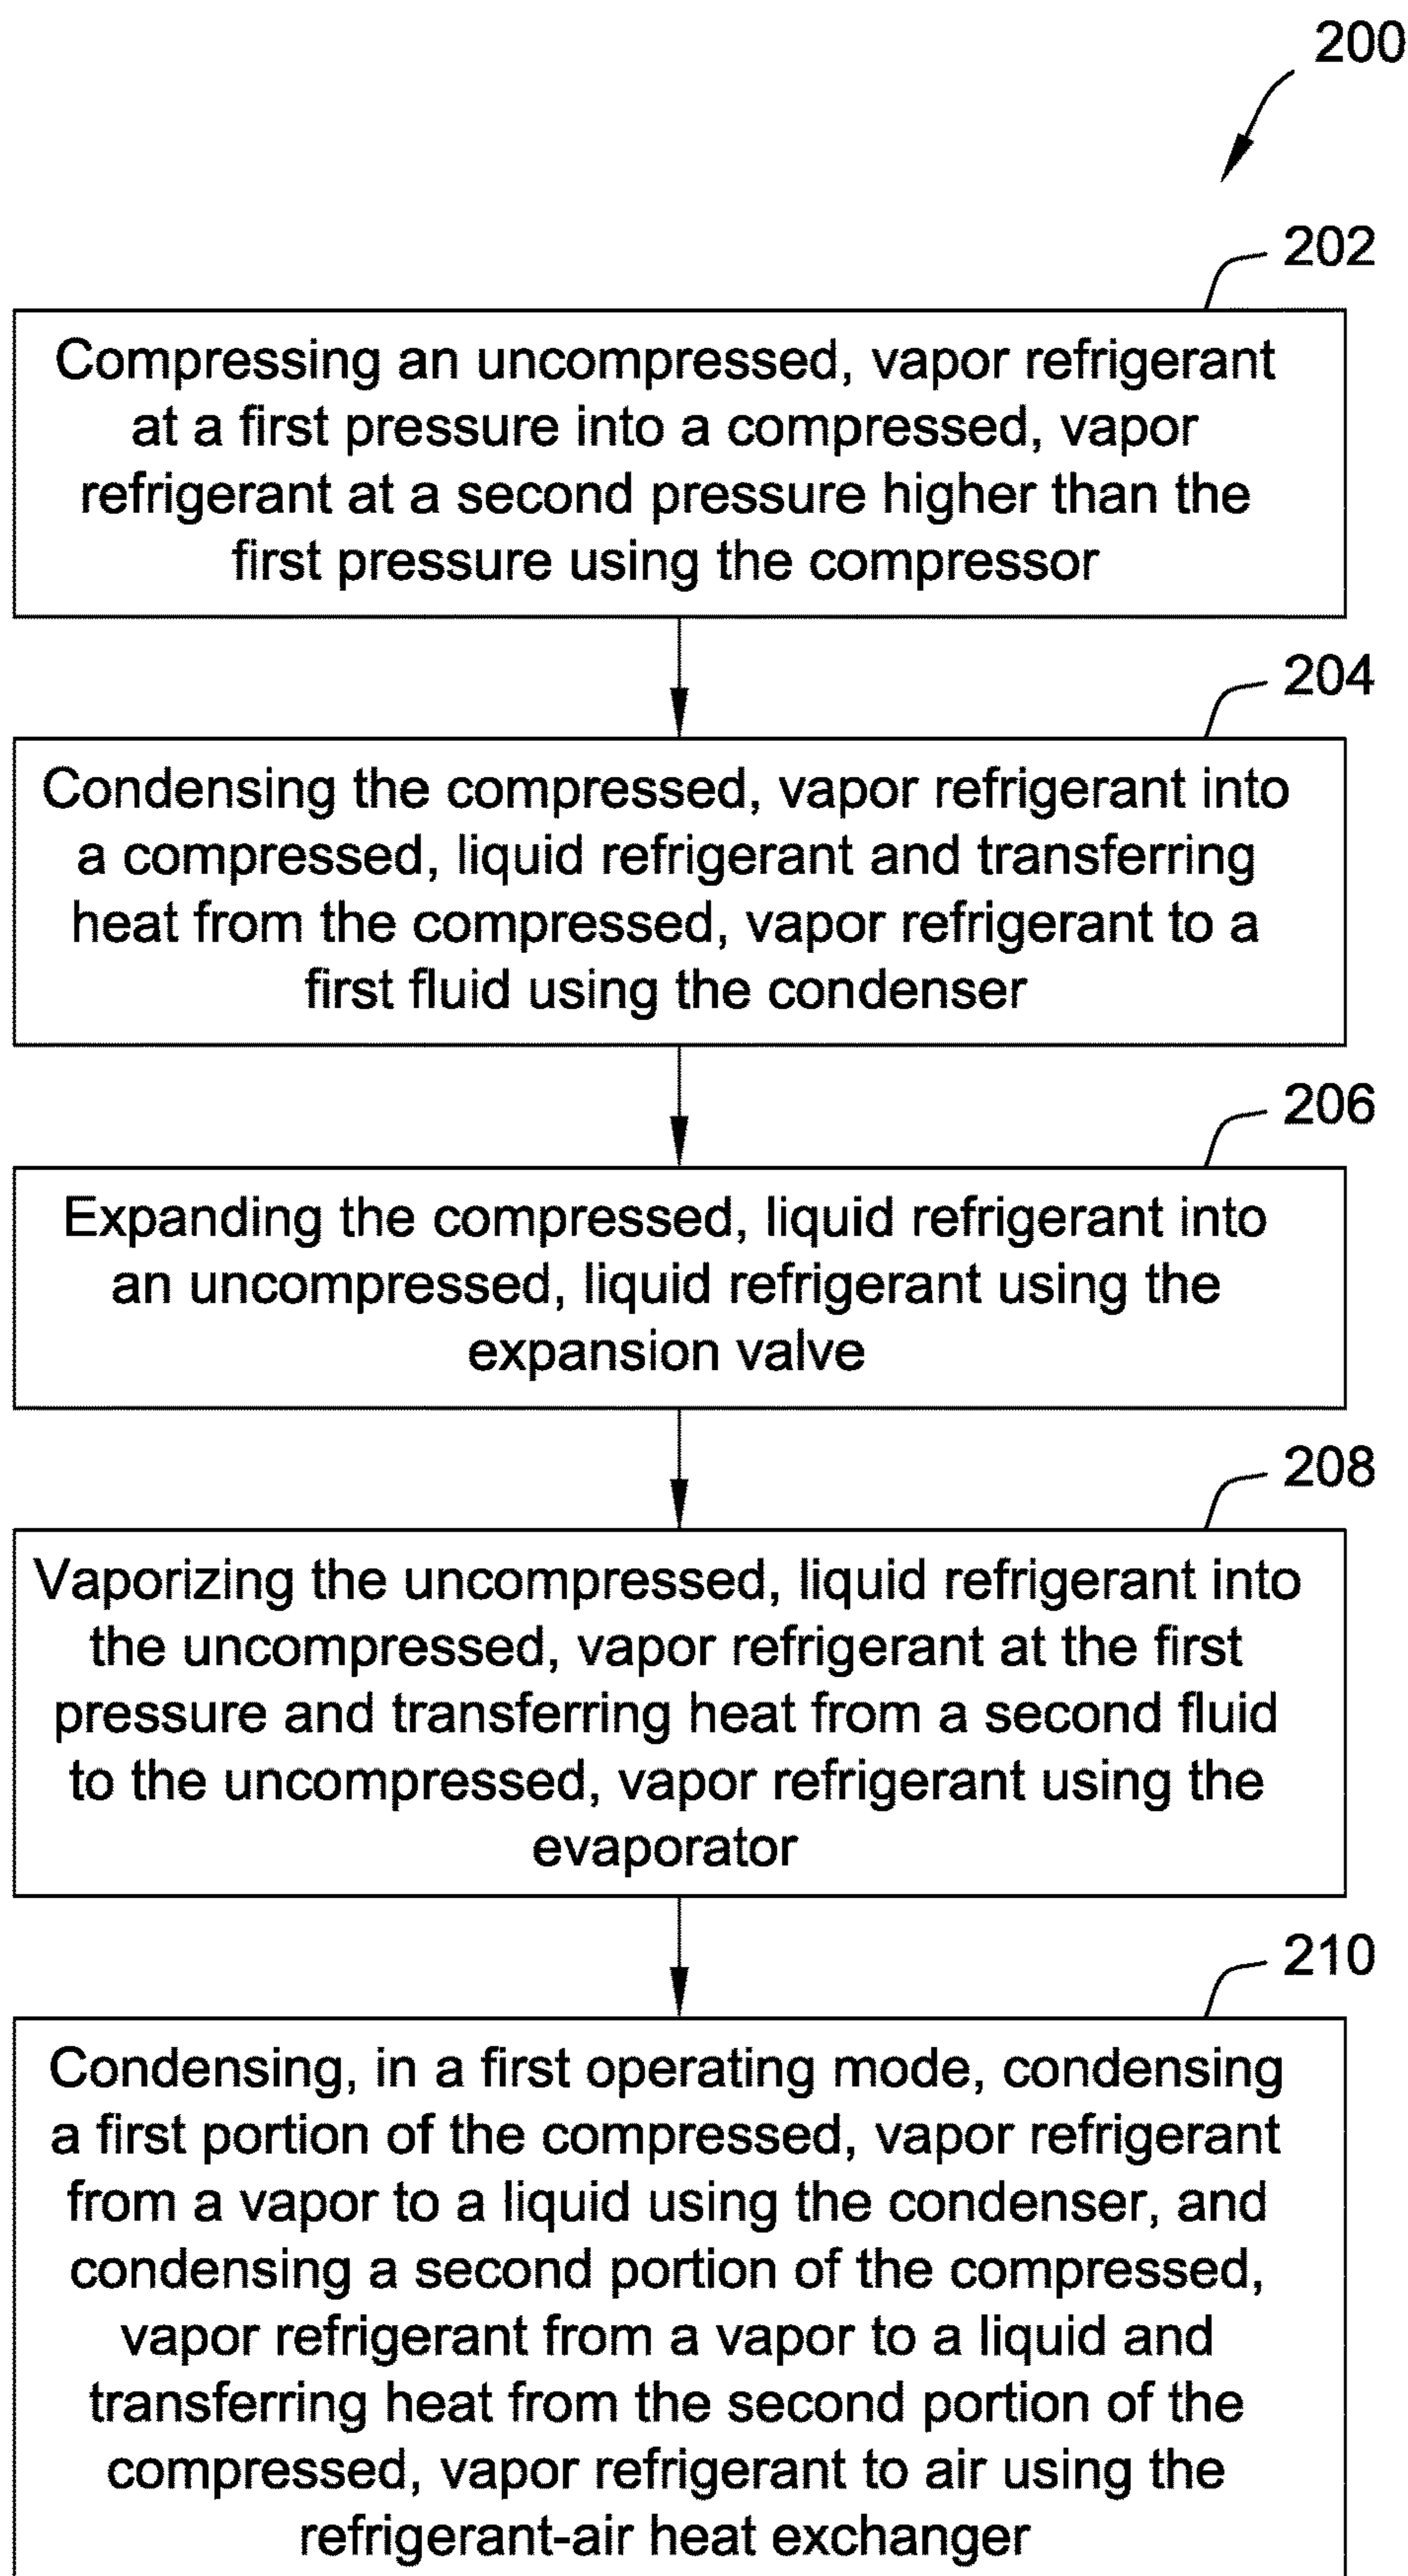 200
202
Compressing an uncompressed, vapor refrigerant
at a first pressure into a compressed, vapor
refrigerant at a second pressure higher than the
first pressure using the compressor
204
Condensing the compressed, vapor refrigerant into
a compressed, liquid refrigerant and transferring
heat from the compressed, vapor refrigerant to a
first fluid using the condenser
206
Expanding the compressed, liquid refrigerant into
an uncompressed, liquid refrigerant using the
expansion valve
208
Vaporizing the uncompressed, liquid refrigerant into
the uncompressed, vapor refrigerant at the first
pressure and transferring heat from a second fluid
to the uncompressed, vapor refrigerant using the
evaporator
210
Condensing, in a first operating mode, condensing
a first portion of the compressed, vapor refrigerant
from a vapor to a liquid using the condenser, and
condensing a second portion of the compressed,
vapor refrigerant from a vapor to a liquid and
transferring heat from the second portion of the
compressed, vapor refrigerant to air using the
refrigerant-air heat exchanger